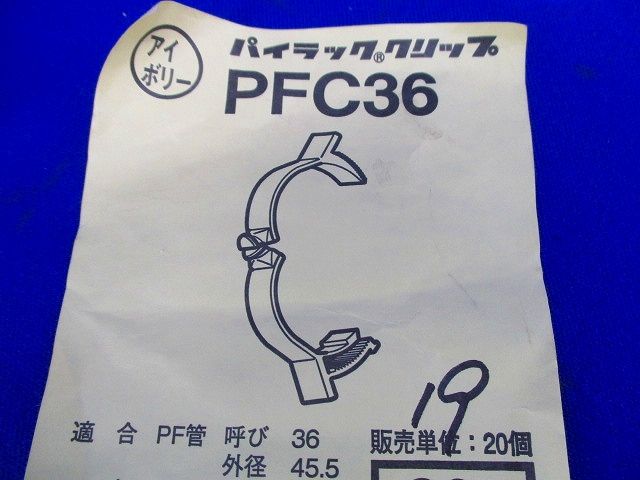 アイ
ボリー
パイラック®クリップ
PFC36
19
適合 PF管 呼び 36
販売単位:20個
外径 45.5